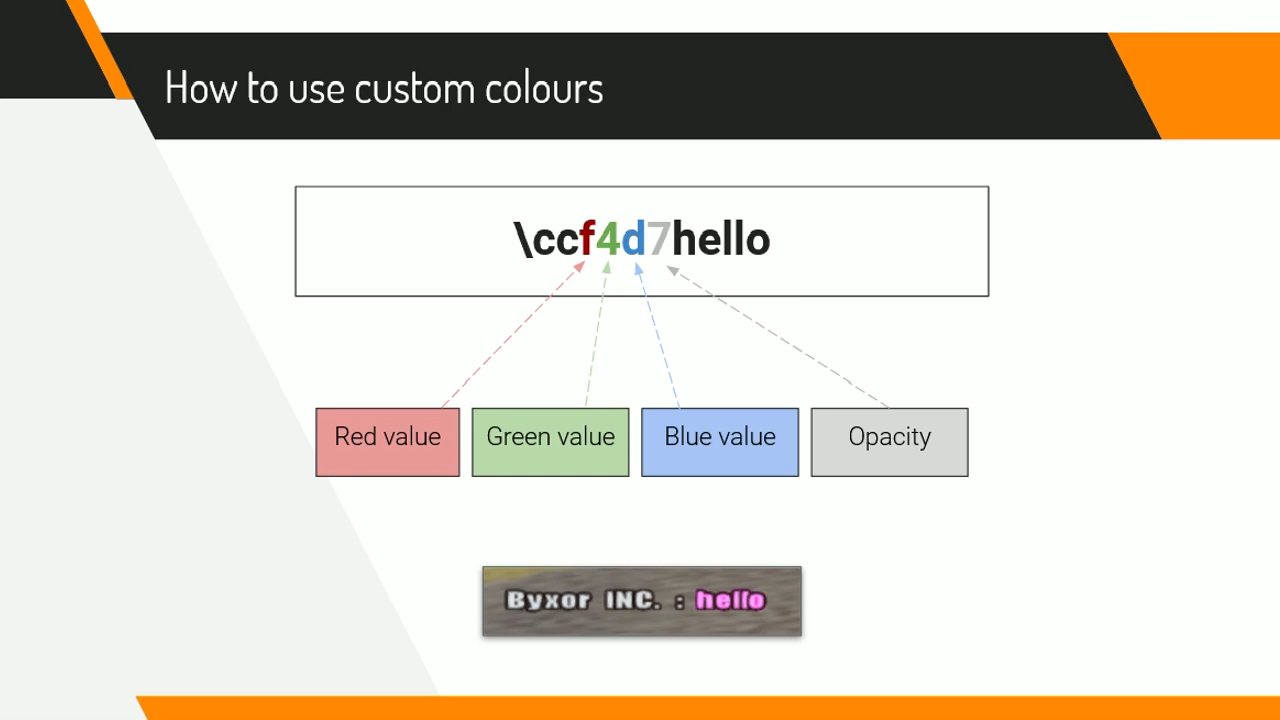 How to use custom colours
\ccf4d7hello
Red value
Green value
Blue value
Opacity
Byxor INC. : hello